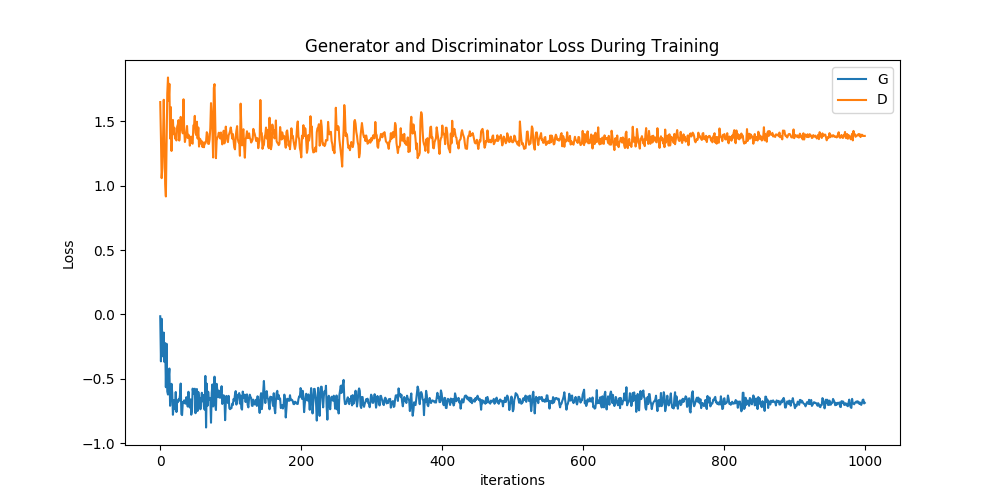 Generator and Discriminator Loss During Training
G
D
Loss
1.5
1.0
0.5
0.0
−0.5
−1.0
0 200 400 600 800 1000
iterations